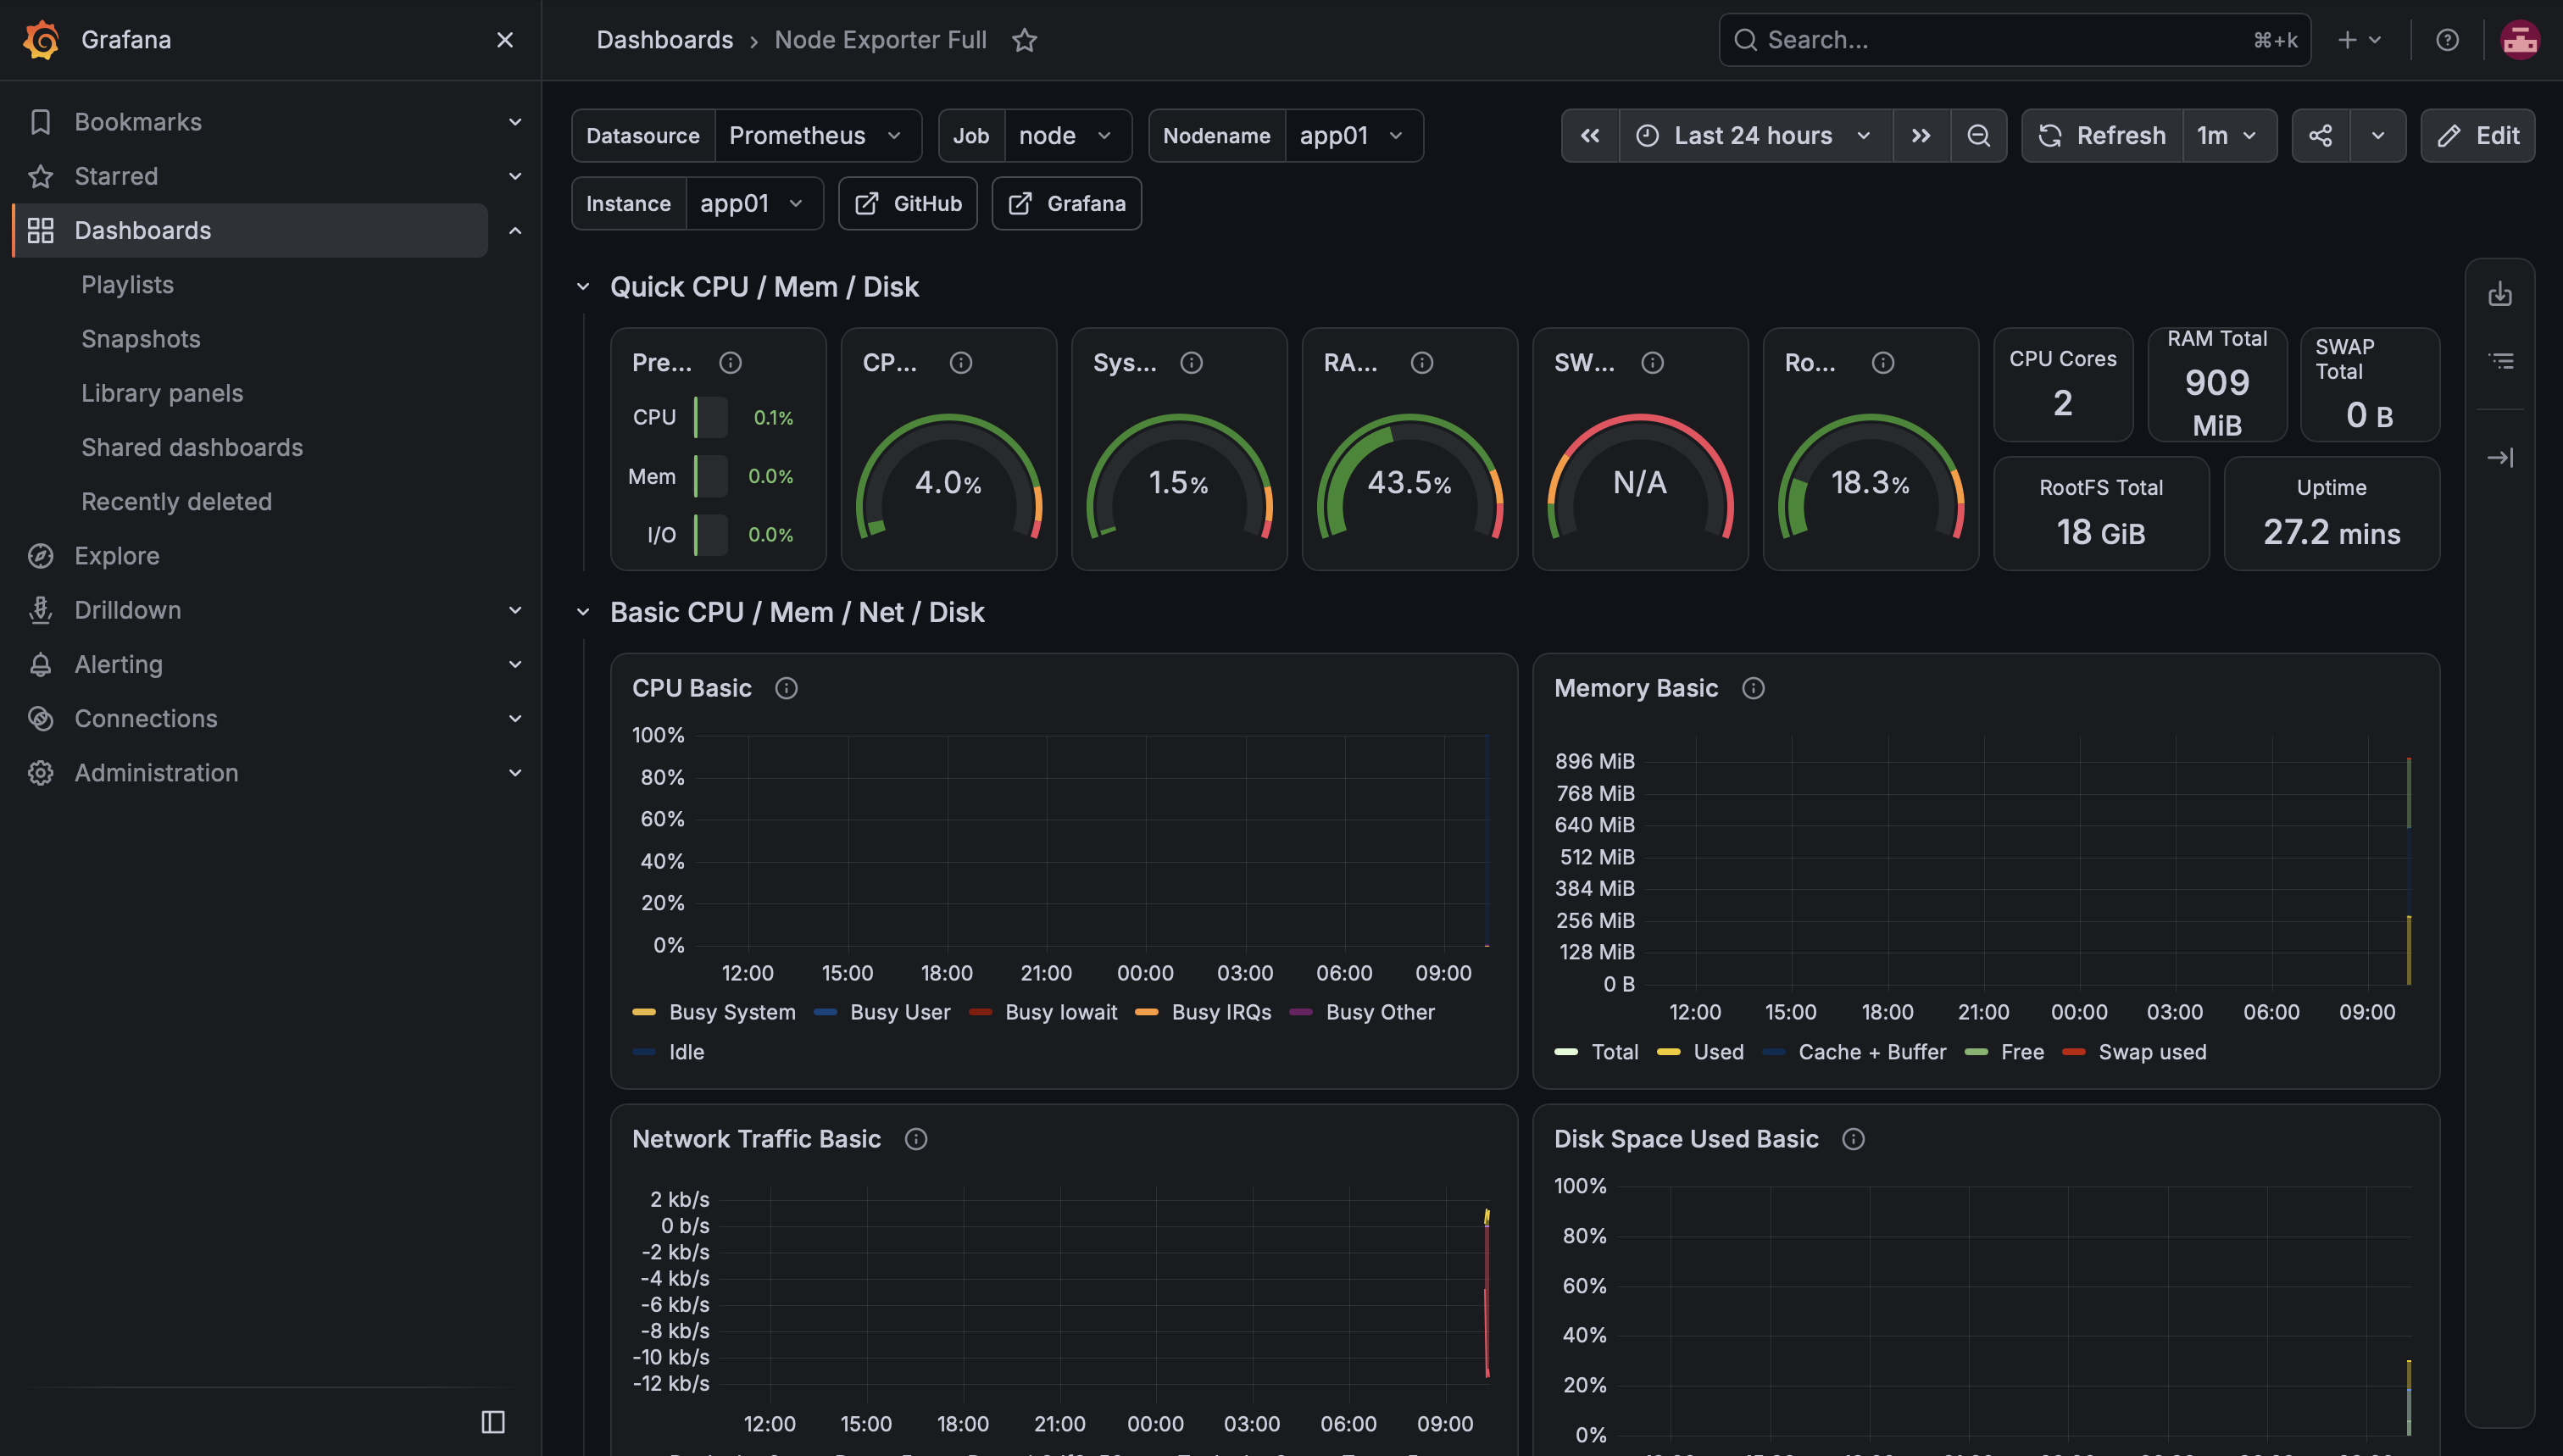 Grafana
Dashboards › Node Exporter Full
Search...
⌘+k
Bookmarks
Starred
Dashboards
Playlists
Snapshots
Library panels
Shared dashboards
Recently deleted
Explore
Drilldown
Alerting
Connections
Administration
Datasource Prometheus Job node Nodename app01
Last 24 hours Refresh 1m Edit
Instance app01 GitHub Grafana
Quick CPU / Mem / Disk
Pre...
CPU 0.1%
Mem 0.0%
I/O 0.0%
CP...
4.0%
Sys...
1.5%
RA...
43.5%
SW...
N/A
Ro...
18.3%
CPU Cores
2
RAM Total
909
MiB
SWAP
Total
0 B
RootFS Total
18 GiB
Uptime
27.2 mins
Basic CPU / Mem / Net / Disk
CPU Basic
100%
80%
60%
40%
20%
0%
12:00 15:00 18:00 21:00 00:00 03:00 06:00 09:00
Busy System Busy User Busy Iowait Busy IRQs Busy Other
Idle
Memory Basic
896 MiB
768 MiB
640 MiB
512 MiB
384 MiB
256 MiB
128 MiB
0 B
12:00 15:00 18:00 21:00 00:00 03:00 06:00 09:00
Total Used Cache + Buffer Free Swap used
Network Traffic Basic
2 kb/s
0 b/s
-2 kb/s
-4 kb/s
-6 kb/s
-8 kb/s
-10 kb/s
-12 kb/s
12:00 15:00 18:00 21:00 00:00 03:00 06:00 09:00
Disk Space Used Basic
100%
80%
60%
40%
20%
0%